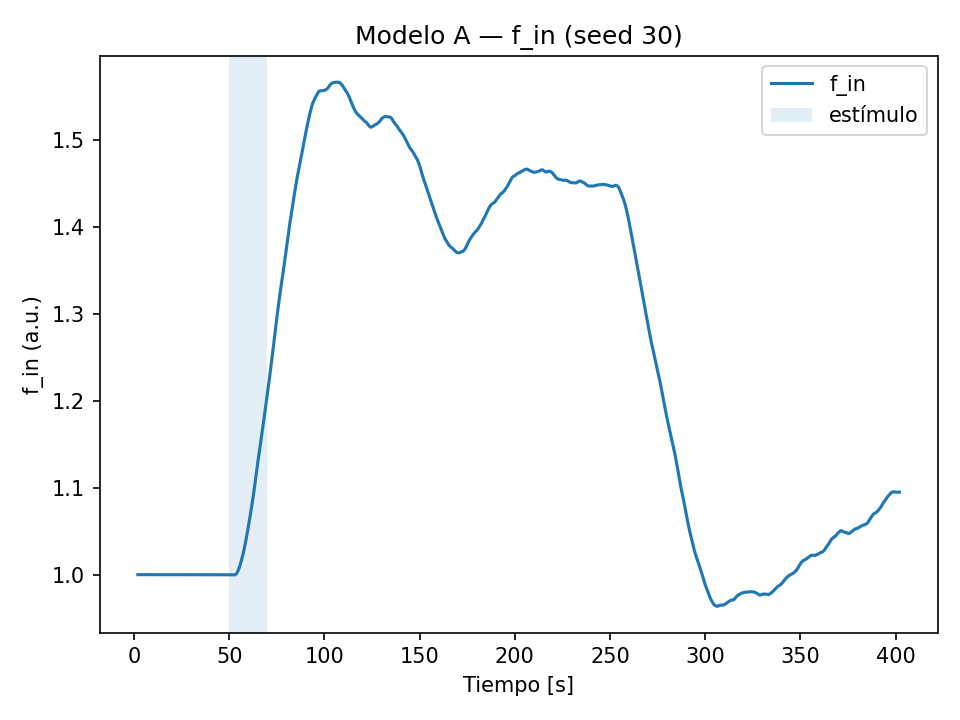 Modelo A — f_in (seed 30)
f_in
estímulo
f_in (a.u.)
1.5
1.4
1.3
1.2
1.1
1.0
0 50 100 150 200 250 300 350 400
Tiempo [s]